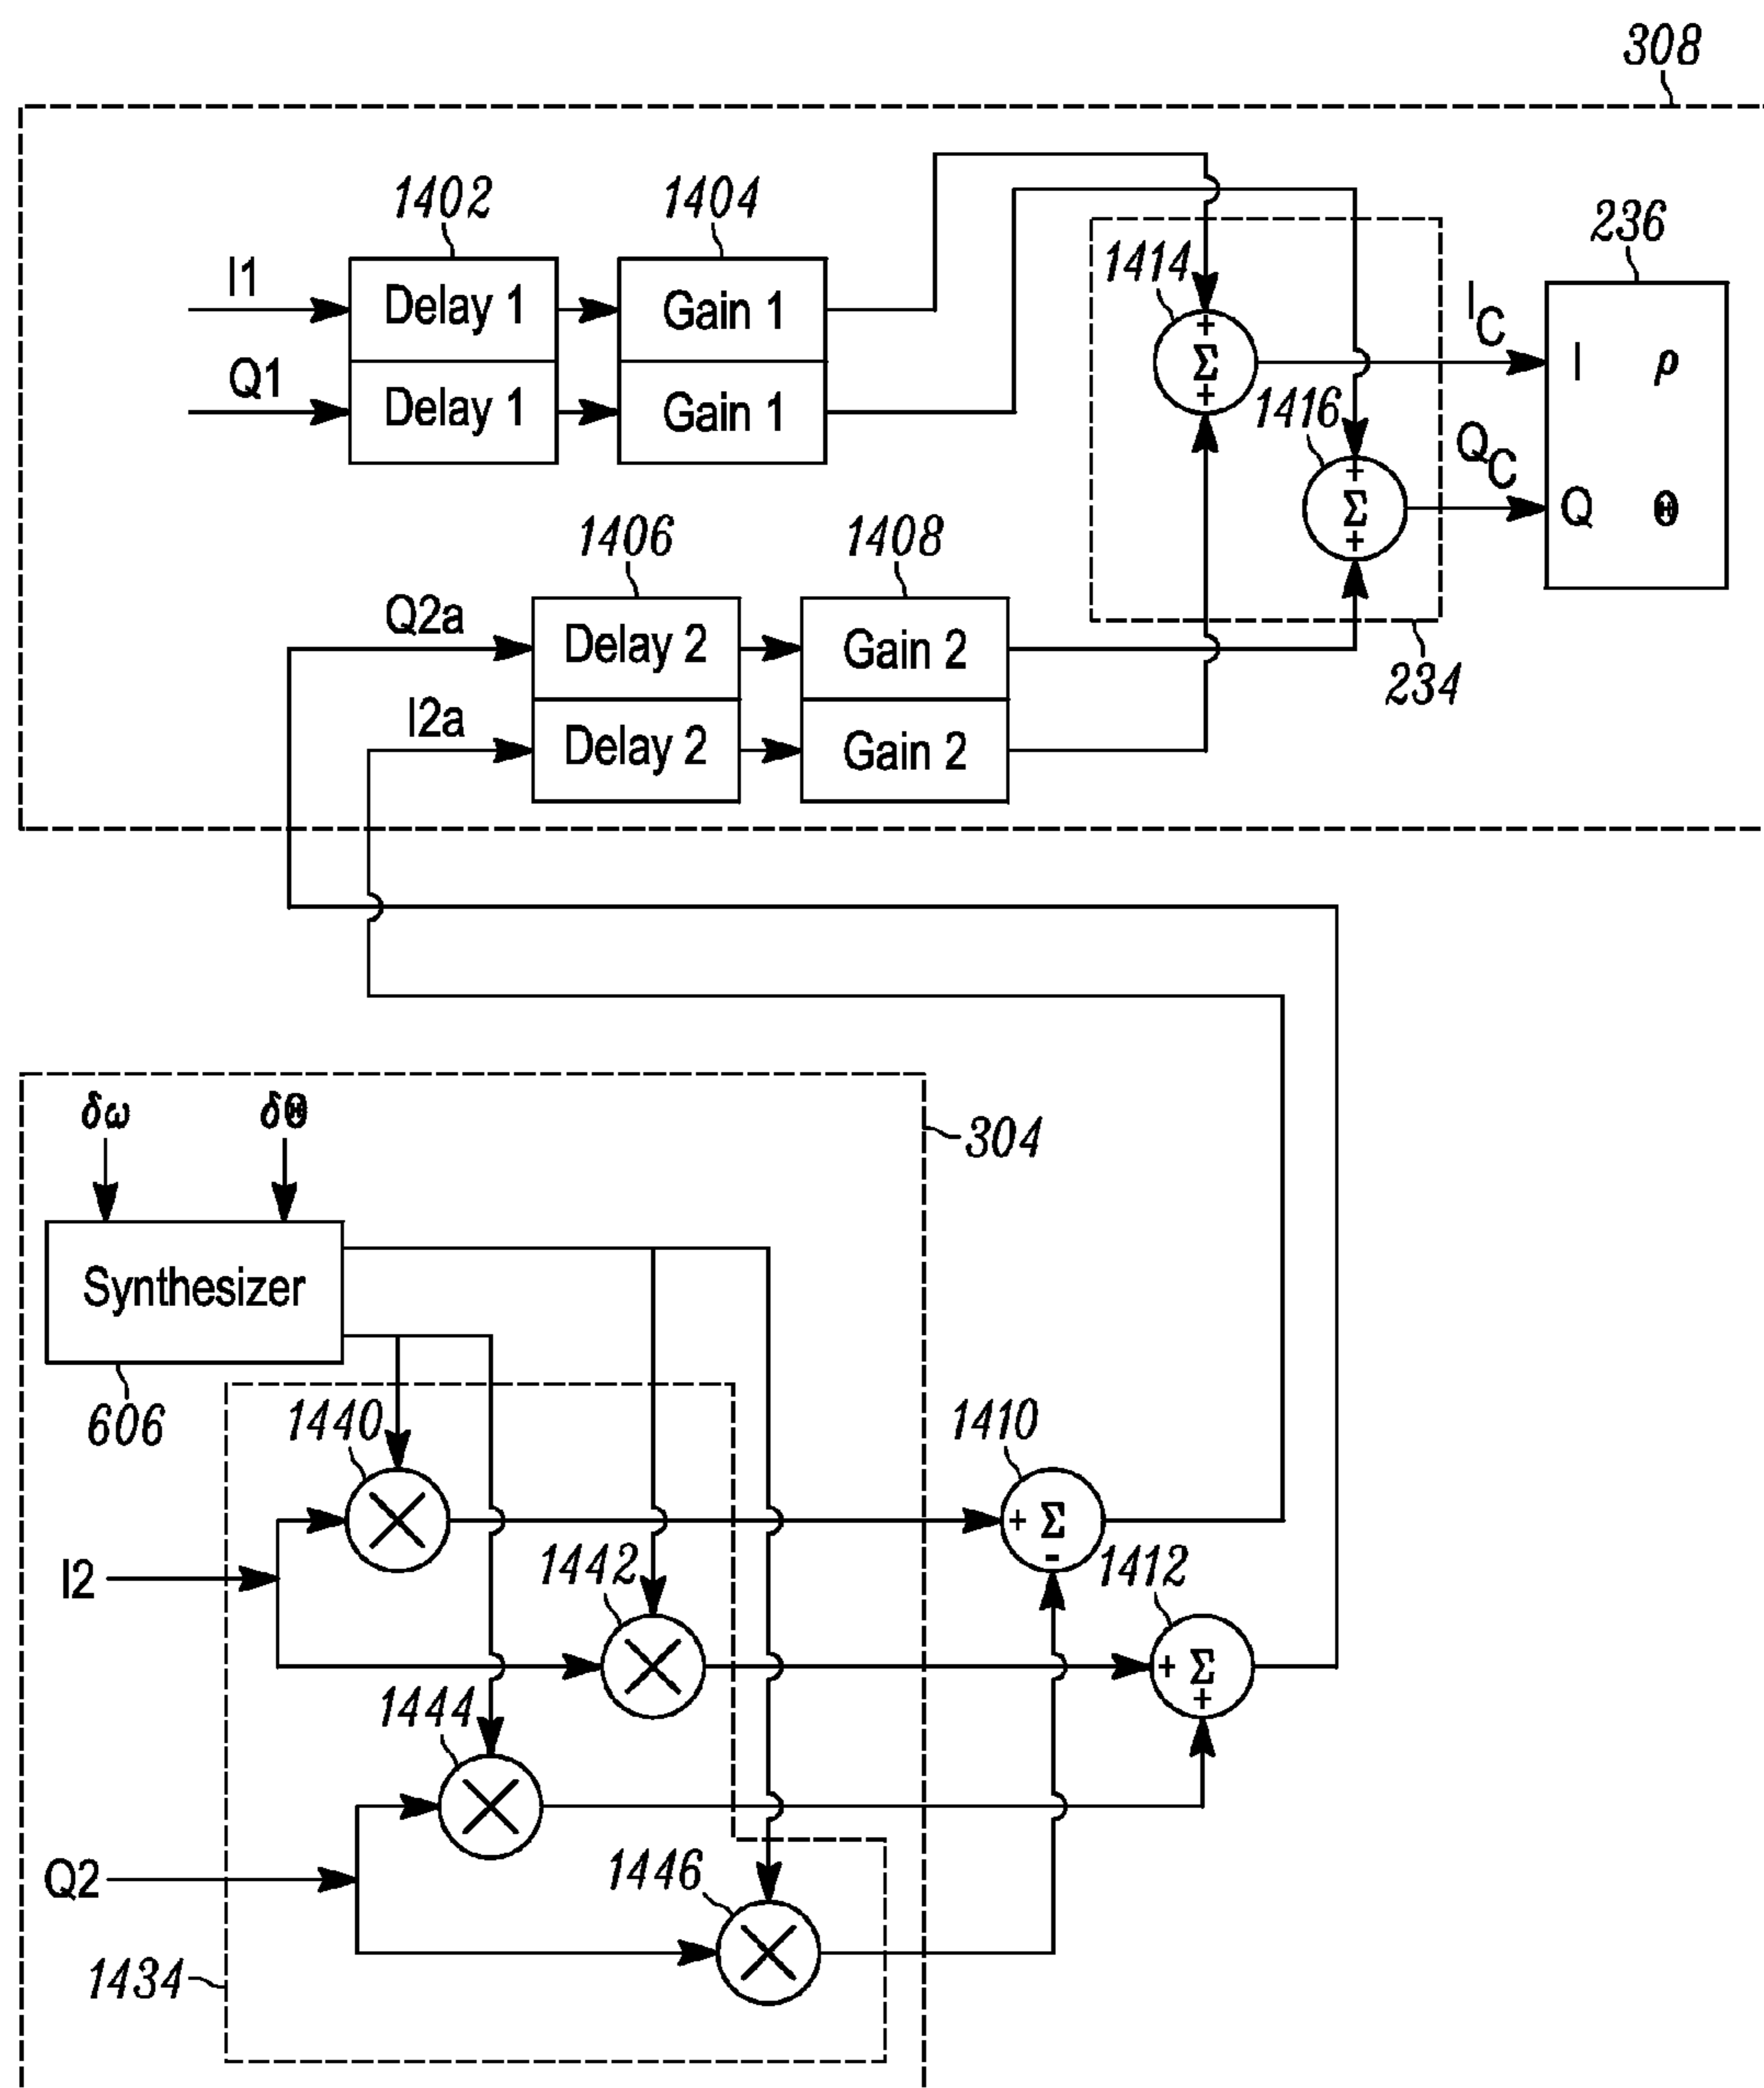 308
1402
1404
I1
Delay 1
Gain 1
Q1
Delay 1
Gain 1
1414
+
Σ
+
1416
+
Σ
+
I_C
Q_C
236
I ρ
Q Θ
234
1406
1408
Q2a
Delay 2
Gain 2
I2a
Delay 2
Gain 2
δω
δΘ
304
Synthesizer
606
1440
1410
+ Σ
-
I2
1442
1412
+ Σ
+
1444
Q2
1446
1434